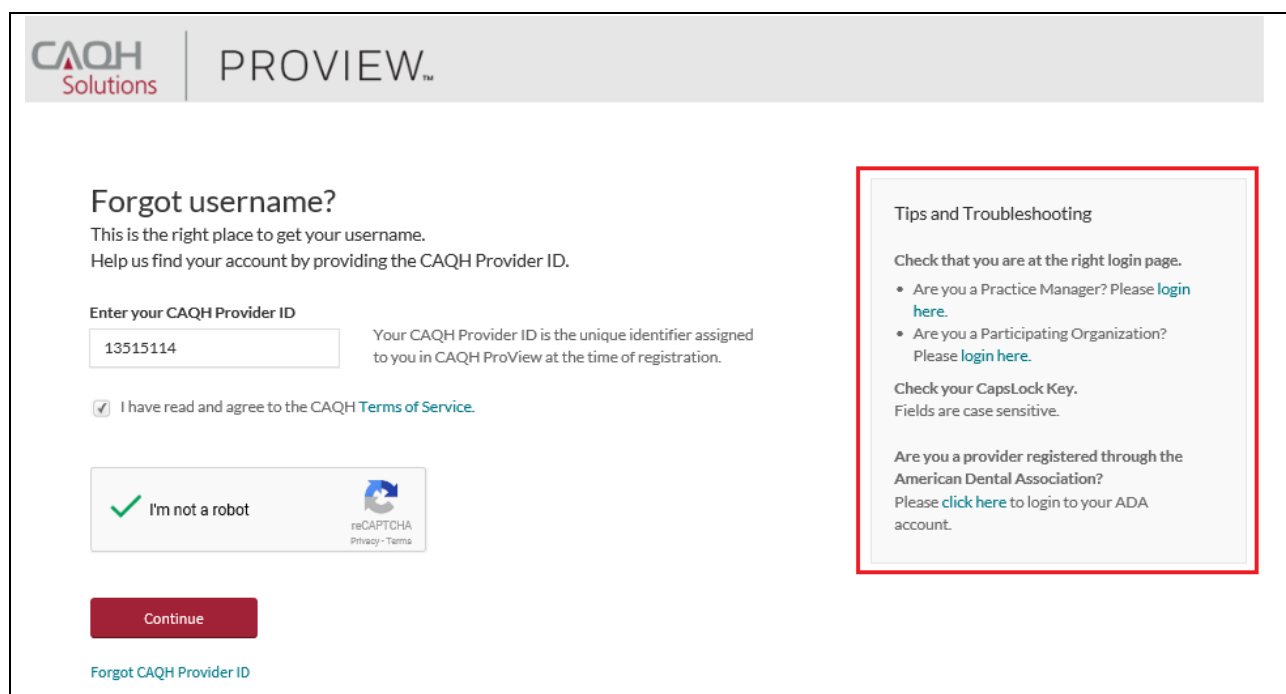 CAQH
Solutions
PROVIEW™
Forgot username?
This is the right place to get your username.
Help us find your account by providing the CAQH Provider ID.
Enter your CAQH Provider ID
13515114
Your CAQH Provider ID is the unique identifier assigned
to you in CAQH ProView at the time of registration.
I have read and agree to the CAQH Terms of Service.
I'm not a robot
reCAPTCHA
Privacy - Terms
Continue
Forgot CAQH Provider ID
Tips and Troubleshooting
Check that you are at the right login page.
• Are you a Practice Manager? Please login
here.
• Are you a Participating Organization?
Please login here.
Check your CapsLock Key.
Fields are case sensitive.
Are you a provider registered through the
American Dental Association?
Please click here to login to your ADA
account.